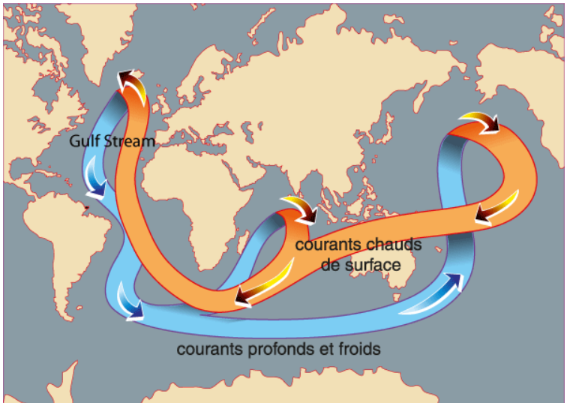 Gulf Stream
courants chauds
de surface
courants profonds et froids